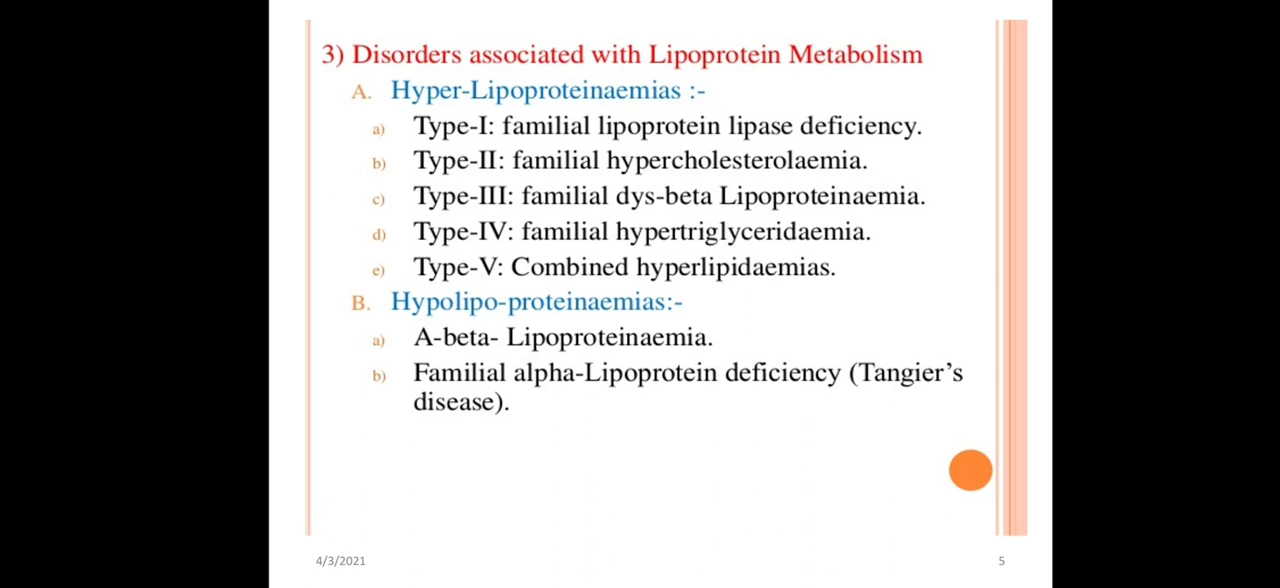 3) Disorders associated with Lipoprotein Metabolism
A. Hyper-Lipoproteinaemias :-
a) Type-I: familial lipoprotein lipase deficiency.
b) Type-II: familial hypercholesterolaemia.
c) Type-III: familial dys-beta Lipoproteinaemia.
d) Type-IV: familial hypertriglyceridaemia.
e) Type-V: Combined hyperlipidaemias.
B. Hypolipo-proteinaemias:-
a) A-beta- Lipoproteinaemia.
b) Familial alpha-Lipoprotein deficiency (Tangier’s
disease).
4/3/2021
5